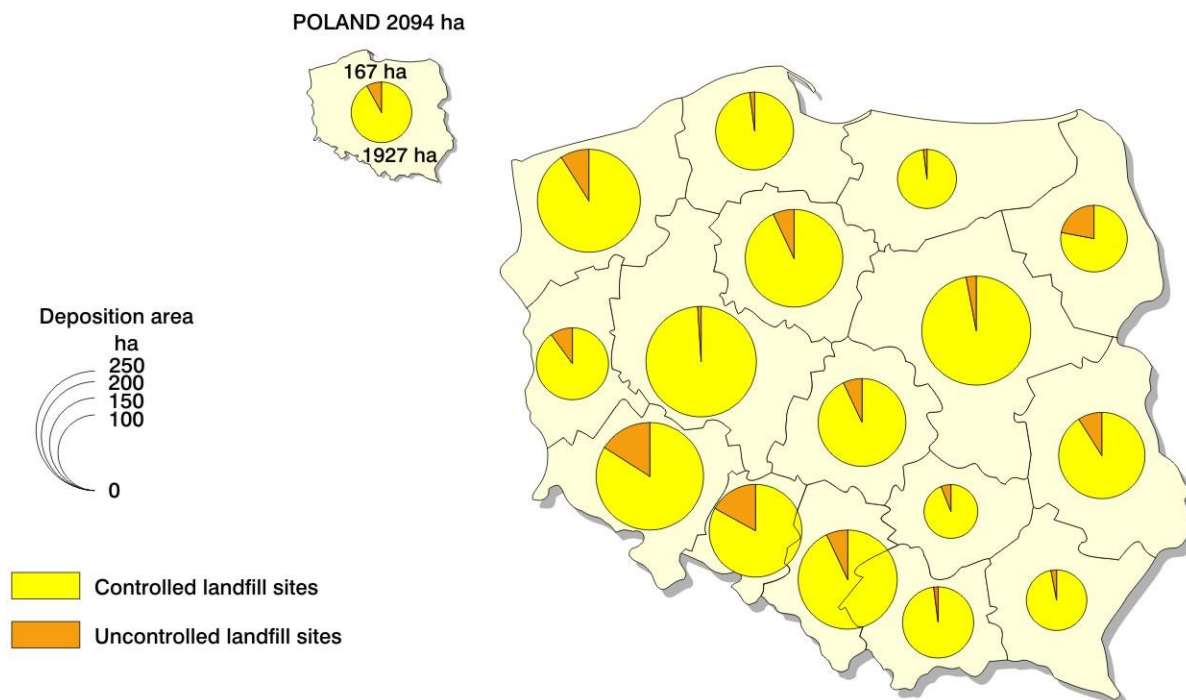 POLAND 2094 ha
167 ha
1927 ha
Deposition area
ha
250
200
150
100
0
Controlled landfill sites
Uncontrolled landfill sites